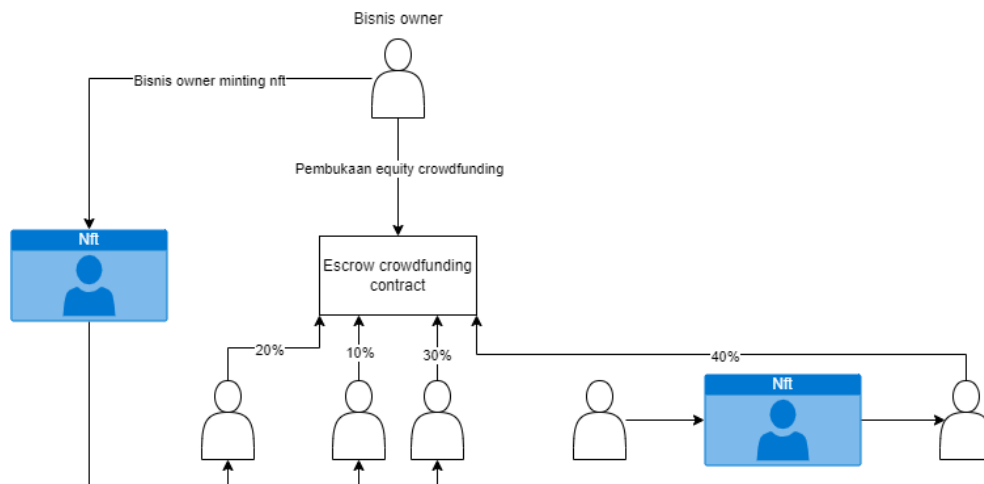 Bisnis owner
Bisnis owner minting nft
Pembukaan equity crowdfunding
Nft
Escrow crowdfunding
contract
20%
10%
30%
40%
Nft